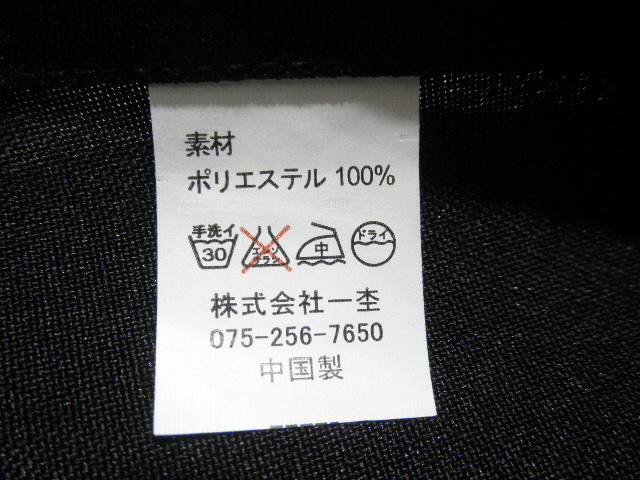 素材
ポリエステル 100%
手洗イ
30
エンソ
サラシ
中
ドライ
株式会社一杢
075-256-7650
中国製